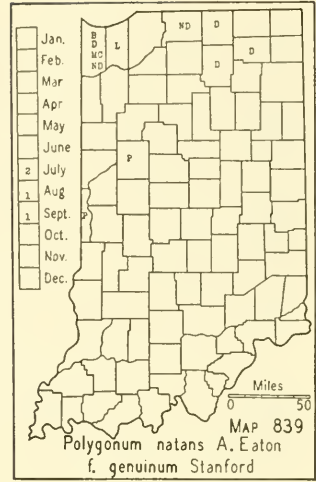 Jan.
Feb.
Mar
Apr
May
June
2 July
1 Aug
1 Sept.
Oct.
Nov.
Dec.
B
D
MC
ND
L
ND
D
D
D
P
P
Miles
0 50
MAP 839
Polygonum natans A. Eaton
f. genuinum Stanford